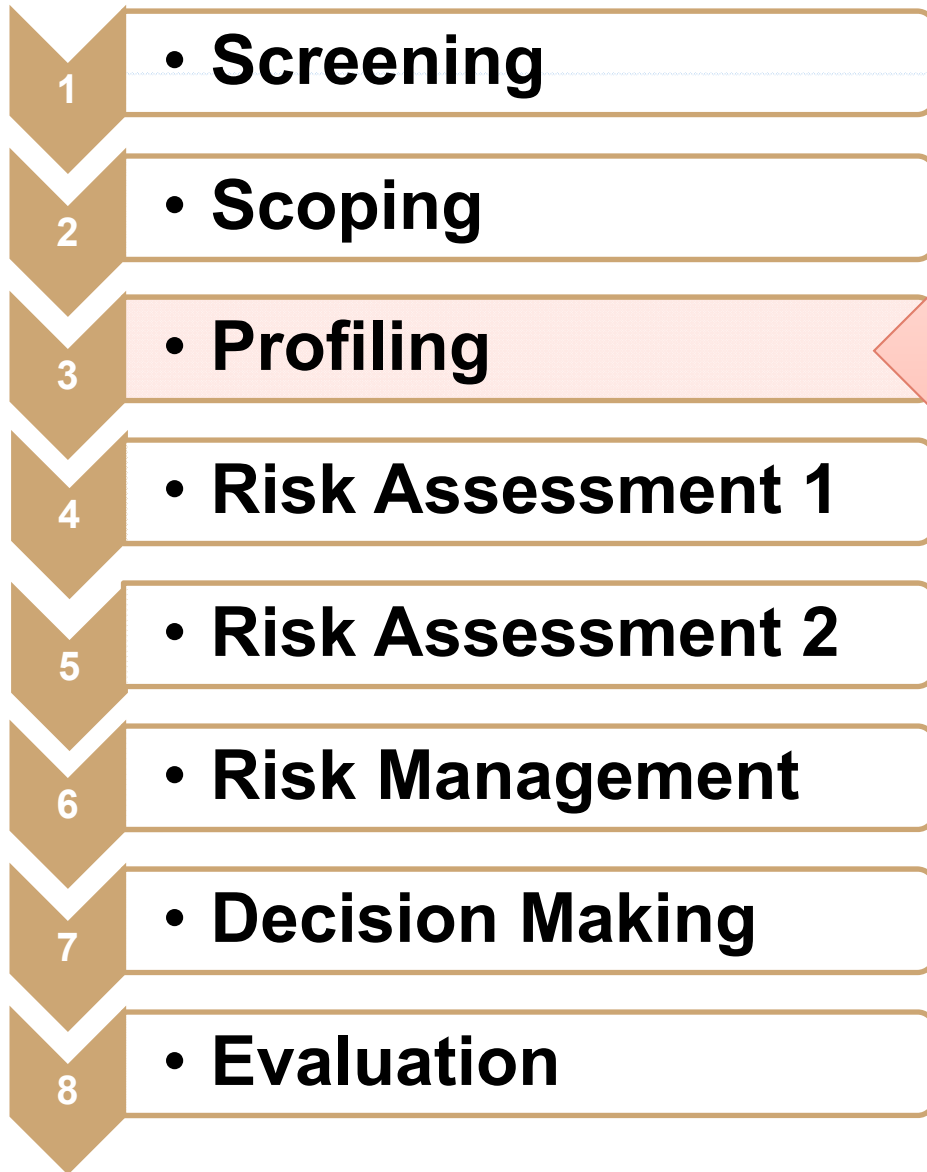 1 • Screening
2 • Scoping
3 • Profiling
4 • Risk Assessment 1
5 • Risk Assessment 2
6 • Risk Management
7 • Decision Making
8 • Evaluation